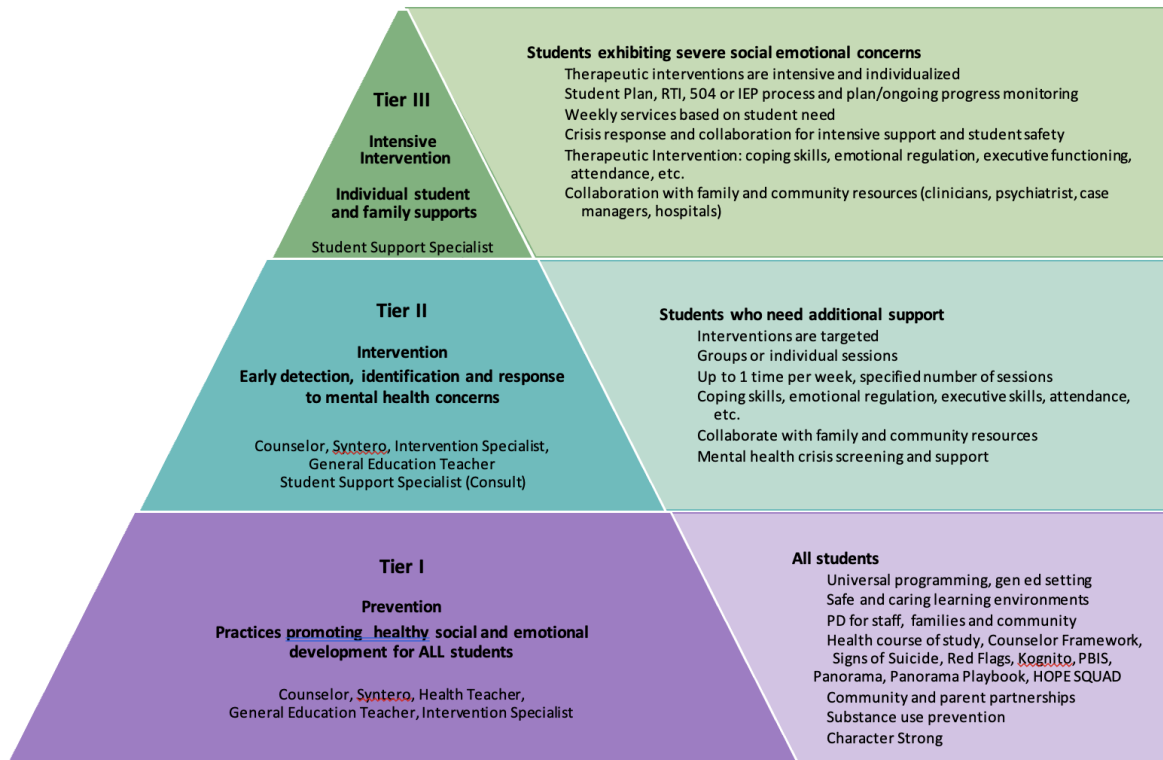 Tier III
Intensive
Intervention
Individual student
and family supports
Student Support Specialist
Students exhibiting severe social emotional concerns
Therapeutic interventions are intensive and individualized
Student Plan, RTI, 504 or IEP process and plan/ongoing progress monitoring
Weekly services based on student need
Crisis response and collaboration for intensive support and student safety
Therapeutic Intervention: coping skills, emotional regulation, executive functioning,
attendance, etc.
Collaboration with family and community resources (clinicians, psychiatrist, case
managers, hospitals)
Tier II
Intervention
Early detection, identification and response
to mental health concerns
Counselor, Syntero, Intervention Specialist,
General Education Teacher
Student Support Specialist (Consult)
Students who need additional support
Interventions are targeted
Groups or individual sessions
Up to 1 time per week, specified number of sessions
Coping skills, emotional regulation, executive skills, attendance,
etc.
Collaborate with family and community resources
Mental health crisis screening and support
Tier I
Prevention
Practices promoting healthy social and emotional
development for ALL students
Counselor, Syntero, Health Teacher,
General Education Teacher, Intervention Specialist
All students
Universal programming, gen ed setting
Safe and caring learning environments
PD for staff, families and community
Health course of study, Counselor Framework,
Signs of Suicide, Red Flags, Kognito, PBIS,
Panorama, Panorama Playbook, HOPE SQUAD
Community and parent partnerships
Substance use prevention
Character Strong